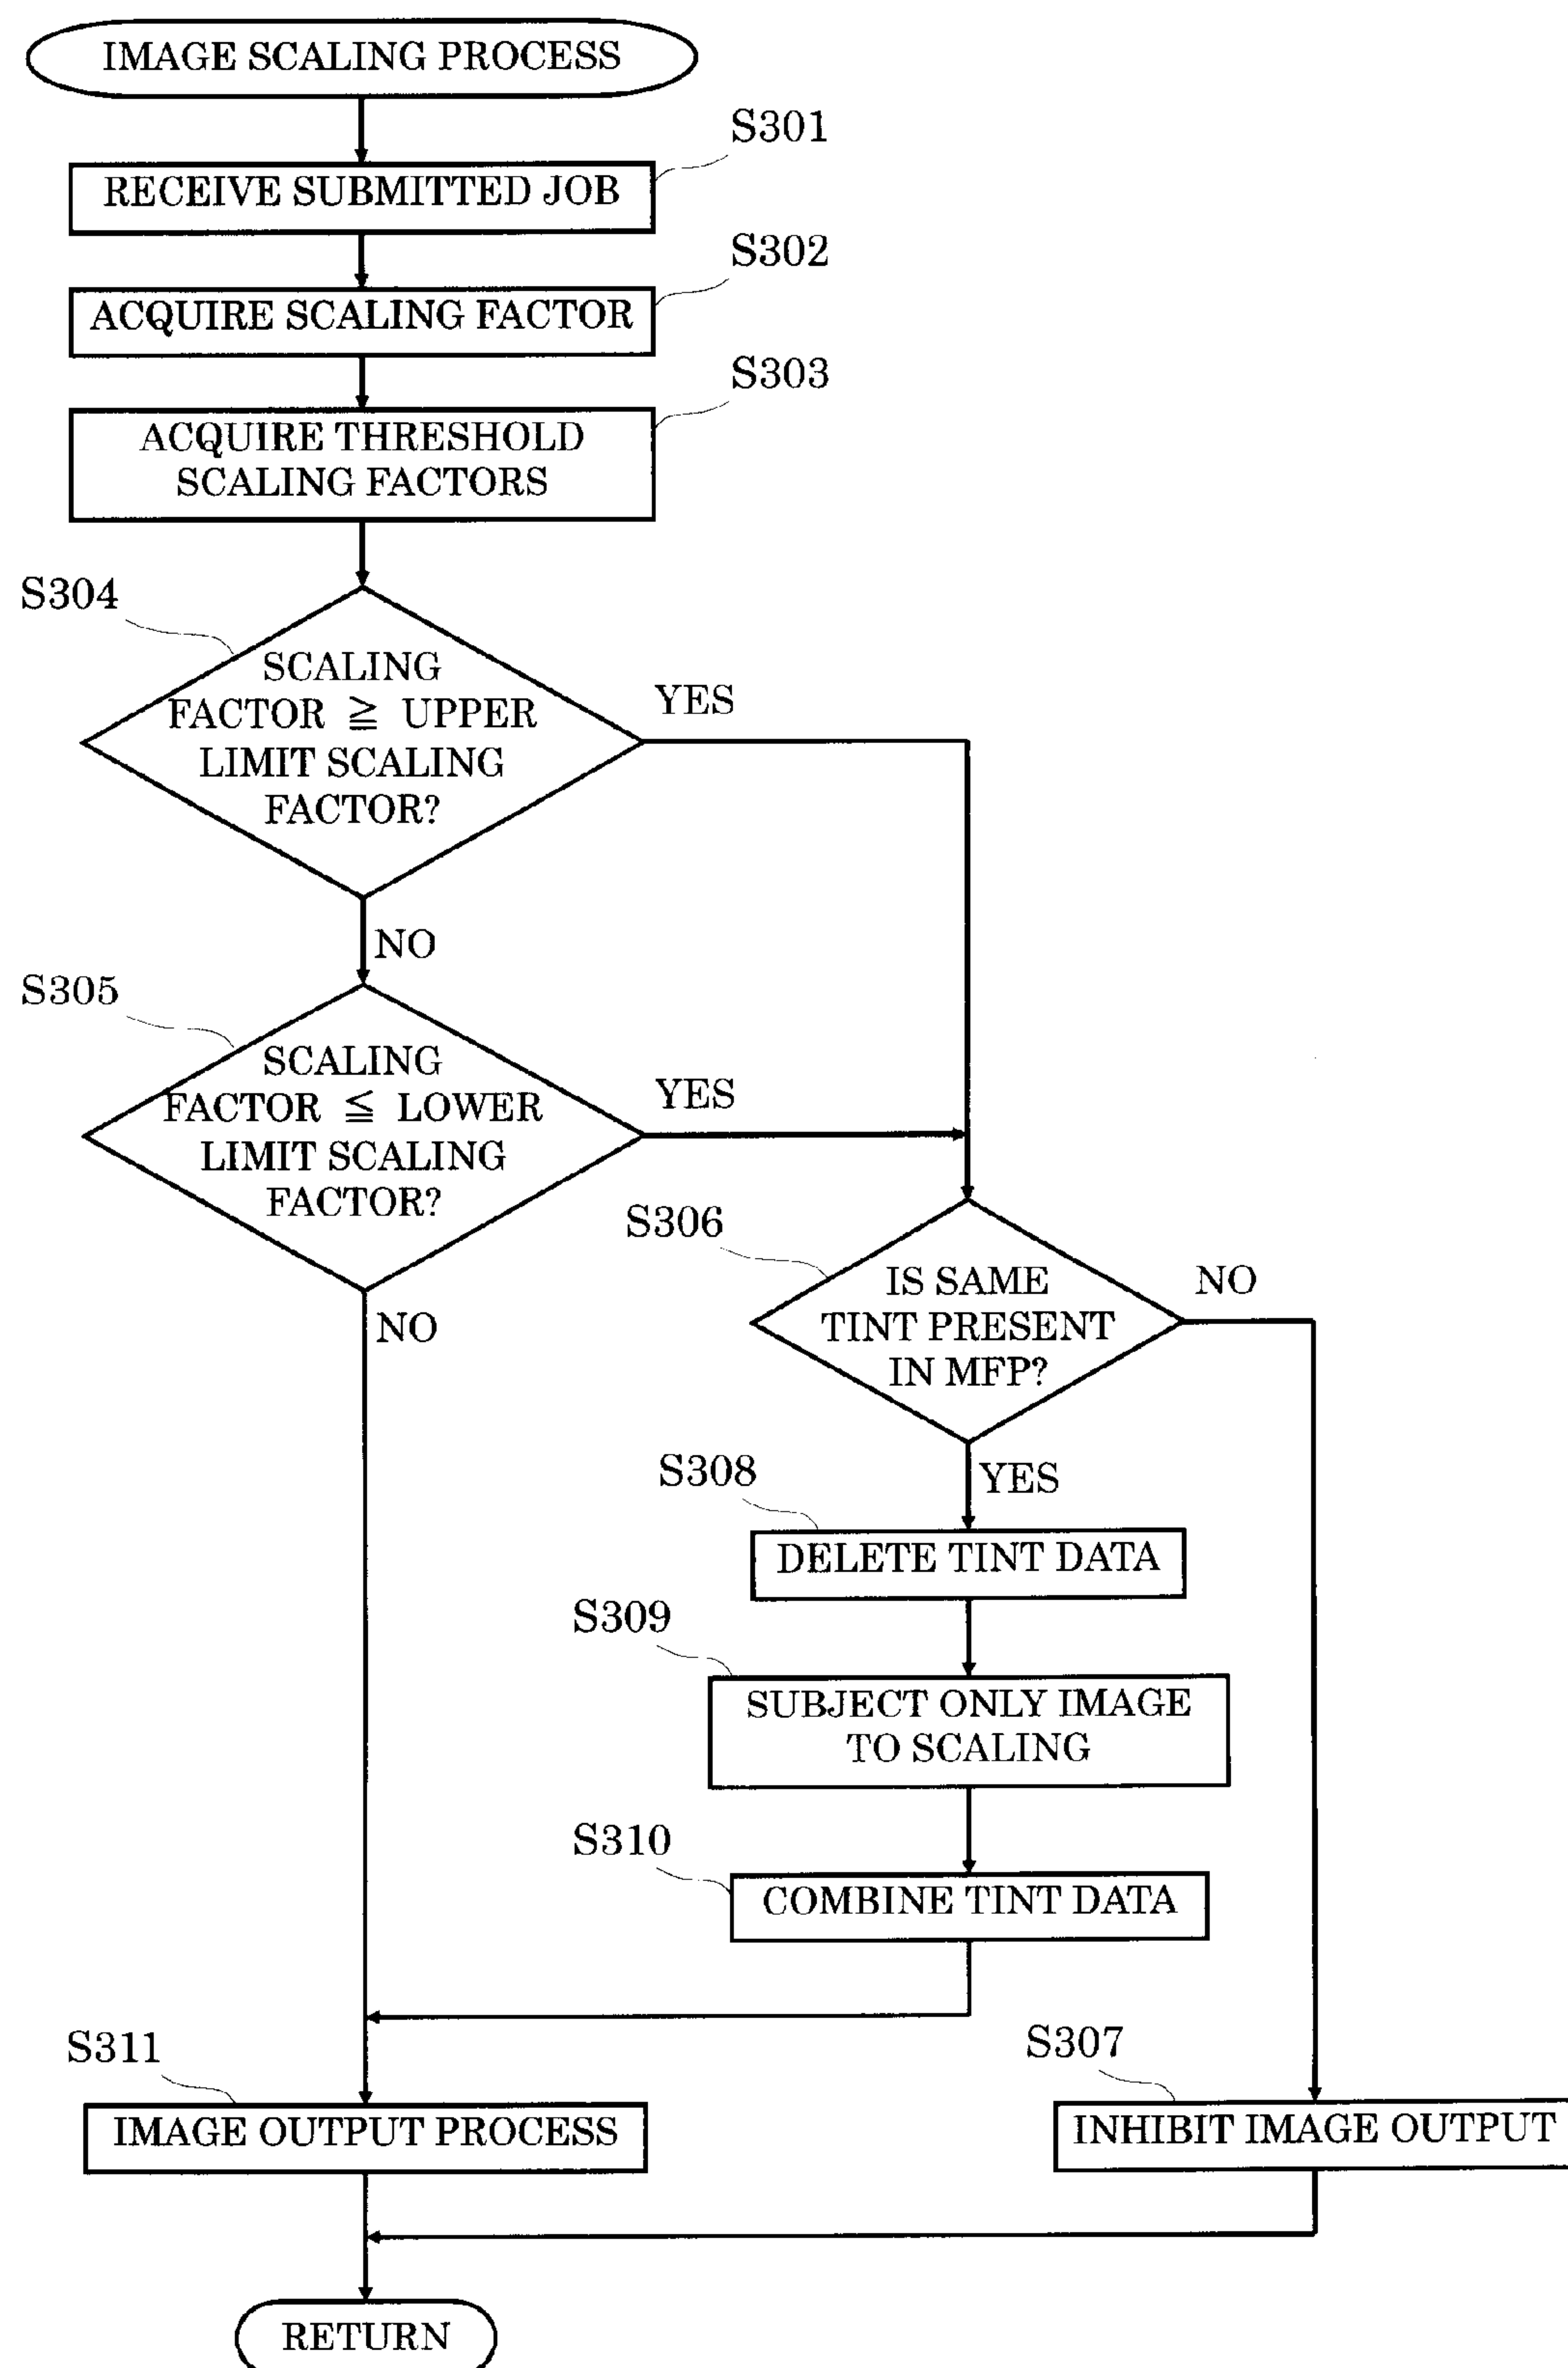 IMAGE SCALING PROCESS
S301
RECEIVE SUBMITTED JOB
S302
ACQUIRE SCALING FACTOR
S303
ACQUIRE THRESHOLD
SCALING FACTORS
S304
SCALING
FACTOR ≧ UPPER
LIMIT SCALING
FACTOR?
YES
NO
S305
SCALING
FACTOR ≦ LOWER
LIMIT SCALING
FACTOR?
YES
NO
S306
IS SAME
TINT PRESENT
IN MFP?
NO
YES
S308
DELETE TINT DATA
S309
SUBJECT ONLY IMAGE
TO SCALING
S310
COMBINE TINT DATA
S311
IMAGE OUTPUT PROCESS
S307
INHIBIT IMAGE OUTPUT
RETURN